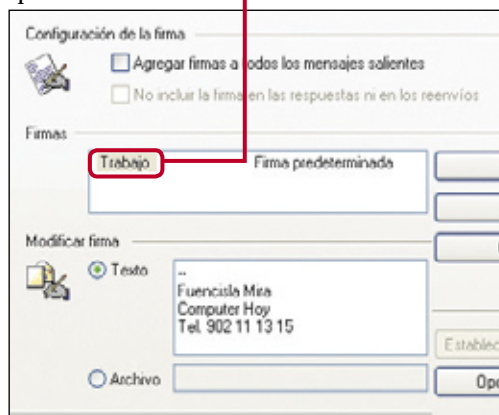 Configuración de la firma
Agregar firmas a todos los mensajes salientes
No incluir la firma en las respuestas ni en los reenvíos
Firmas
Trabajo Firma predeterminada
Modificar firma
Texto
--
Fuencisla Mira
Computer Hoy
Tel. 902 11 13 15
Establec
Archivo
Opc